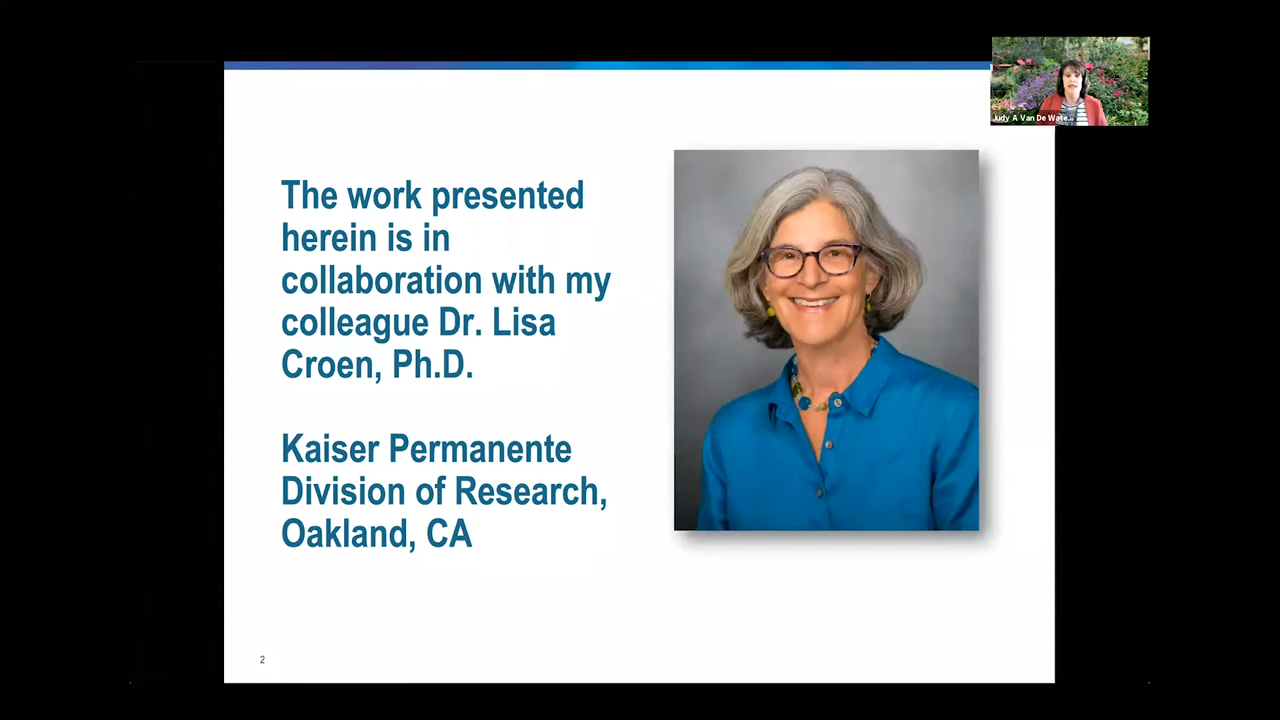 Judy A Van De Wate...
The work presented
herein is in
collaboration with my
colleague Dr. Lisa
Croen, Ph.D.
Kaiser Permanente
Division of Research,
Oakland, CA
2